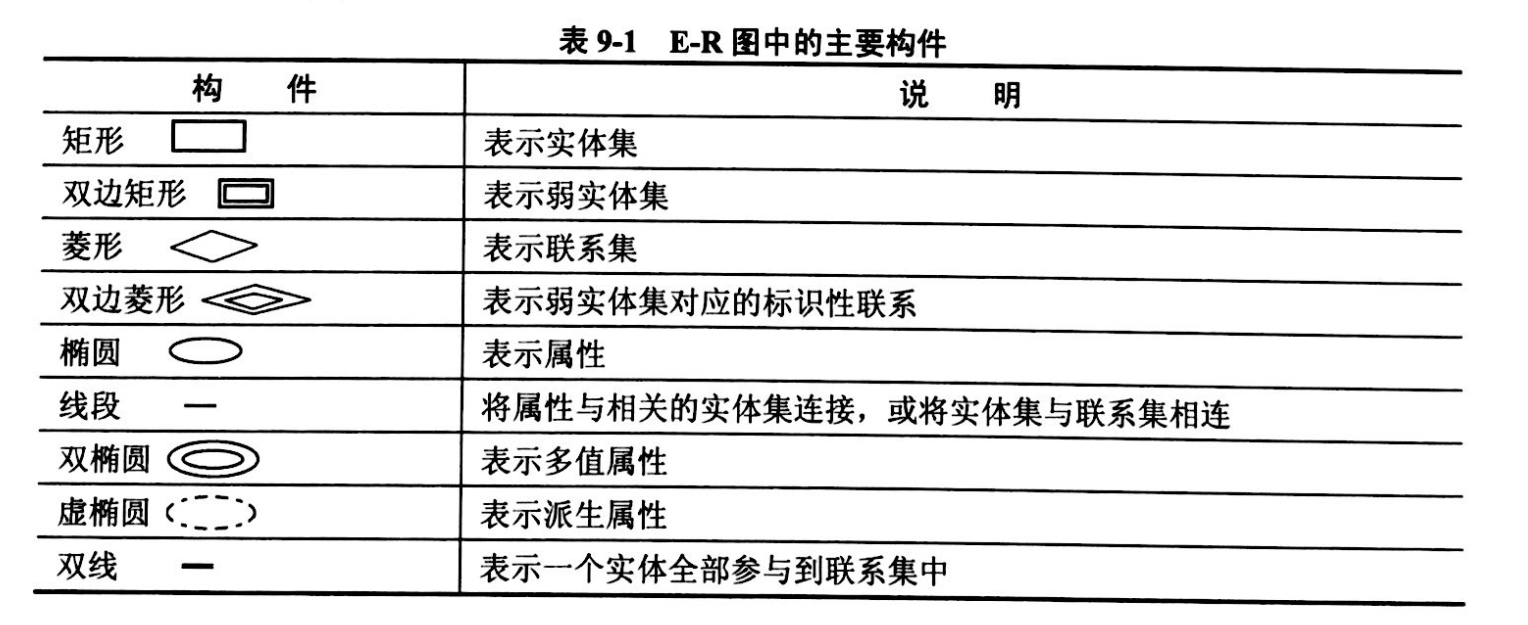 表 9-1 E-R 图中的主要构件
构 件 说 明
矩形 表示实体集
双边矩形 表示弱实体集
菱形 表示联系集
双边菱形 表示弱实体集对应的标识性联系
椭圆 表示属性
线段 将属性与相关的实体集连接，或将实体集与联系集相连
双椭圆 表示多值属性
虚椭圆 表示派生属性
双线 表示一个实体全部参与到联系集中